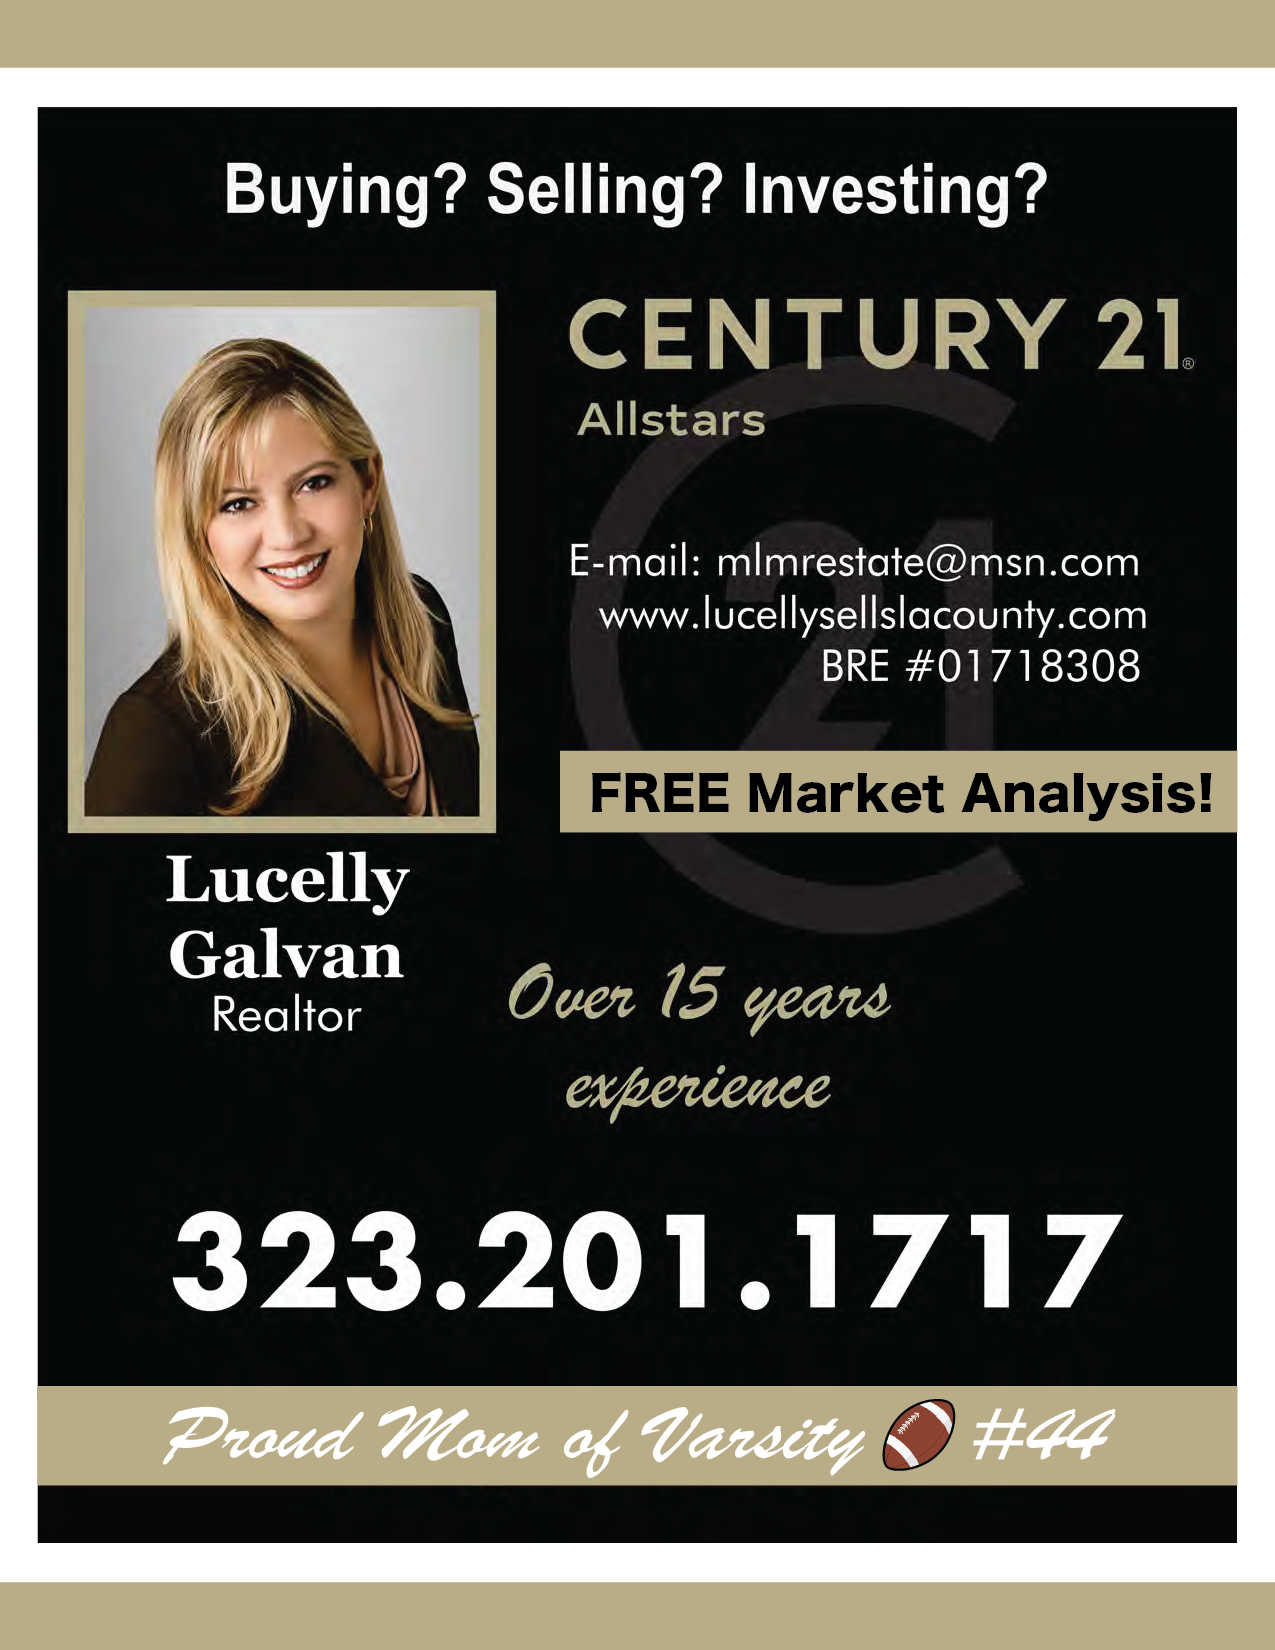 Buying? Selling? Investing?
CENTURY 21®
Allstars
E-mail: mlmrestate@msn.com
www.lucellysellslacounty.com
BRE #01718308
FREE Market Analysis!
Lucelly
Galvan
Realtor
Over 15 years
experience
323.201.1717
Proud Mom of Varsity #44
21